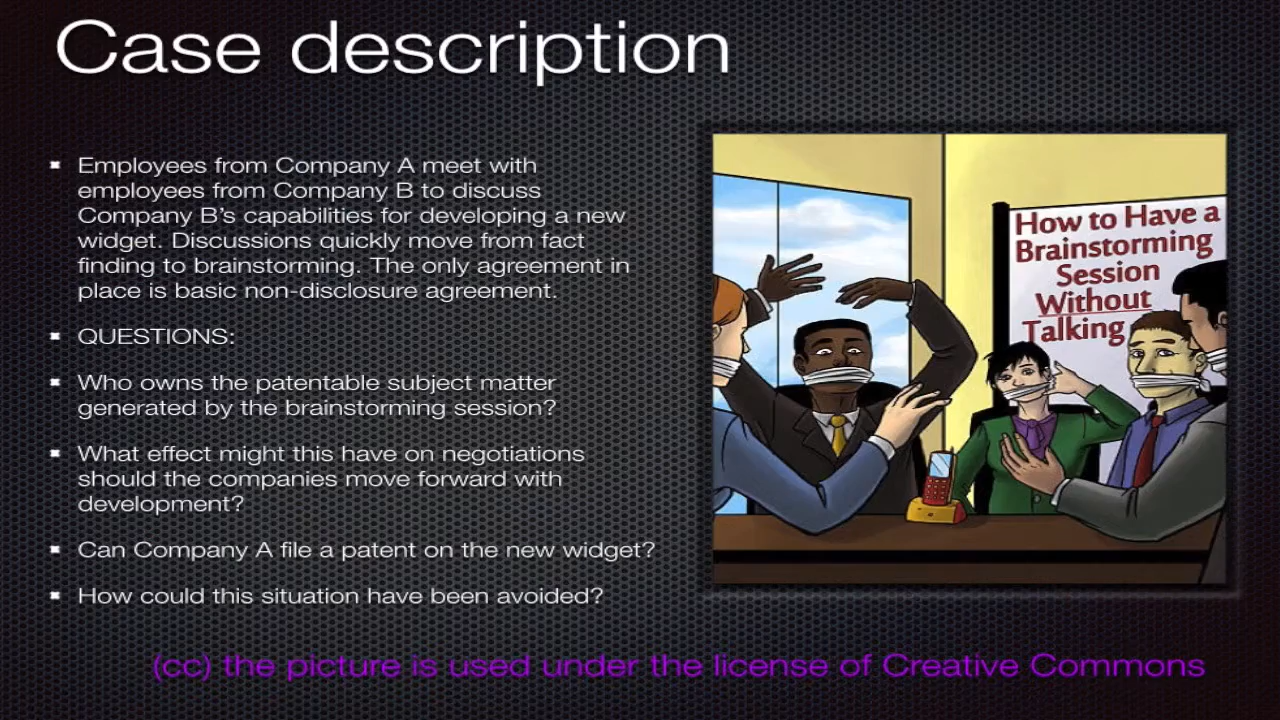 Case description
Employees from Company A meet with
employees from Company B to discuss
Company B's capabilities for developing a new
widget. Discussions quickly move from fact
finding to brainstorming. The only agreement in
place is basic non-disclosure agreement.
QUESTIONS:
Who owns the patentable subject matter
generated by the brainstorming session?
What effect might this have on negotiations
should the companies move forward with
development?
Can Company A file a patent on the new widget?
How could this situation have been avoided?
How to Have a
Brainstorming
Session
Without
Talking
(cc) the picture is used under the license of Creative Commons